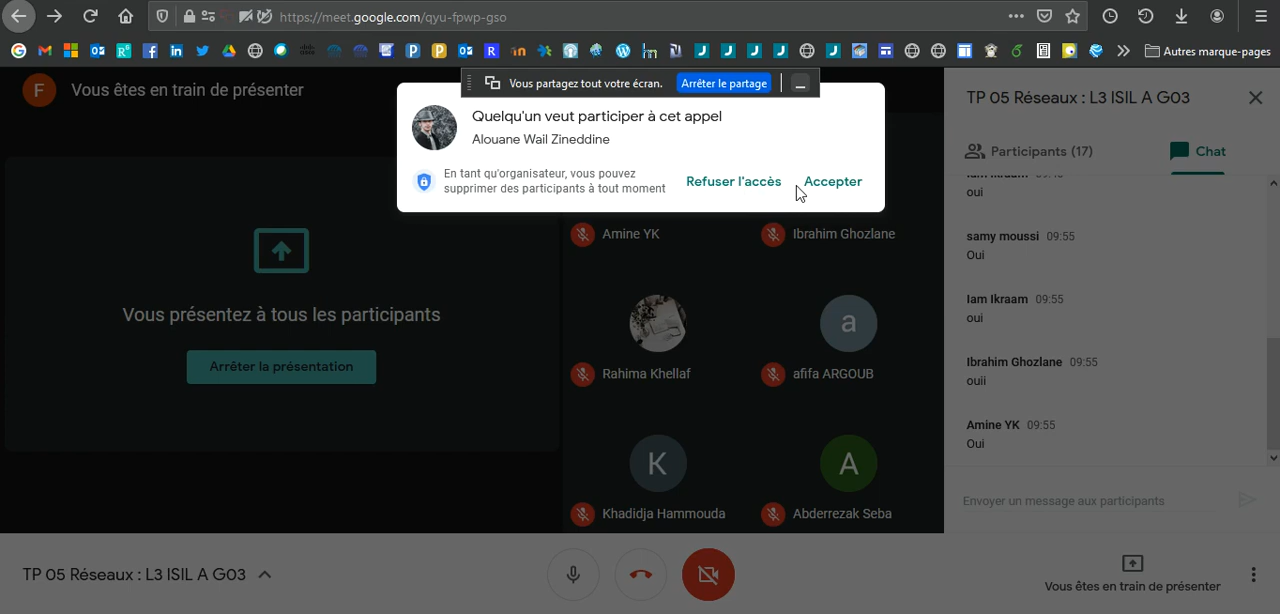 https://meet.google.com/qyu-fpwp-gso
Autres marque-pages
Vous partagez tout votre écran.
Arrêter le partage
F
Vous êtes en train de présenter
Quelqu'un veut participer à cet appel
Alouane Wail Zineddine
En tant qu'organisateur, vous pouvez
supprimer des participants à tout moment
Refuser l'accès
Accepter
Vous présentez à tous les participants
Arrêter la présentation
Amine YK
Ibrahim Ghozlane
a
Rahima Khellaf
afifa ARGOUB
K
A
Khadidja Hammouda
Abderrezak Seba
TP 05 Réseaux : L3 ISIL A G03
Participants (17)
Chat
oui
samy moussi 09:55
Oui
Iam Ikraam 09:55
oui
Ibrahim Ghozlane 09:55
ouii
Amine YK 09:55
Oui
Envoyer un message aux participants
TP 05 Réseaux : L3 ISIL A G03
Vous êtes en train de présenter